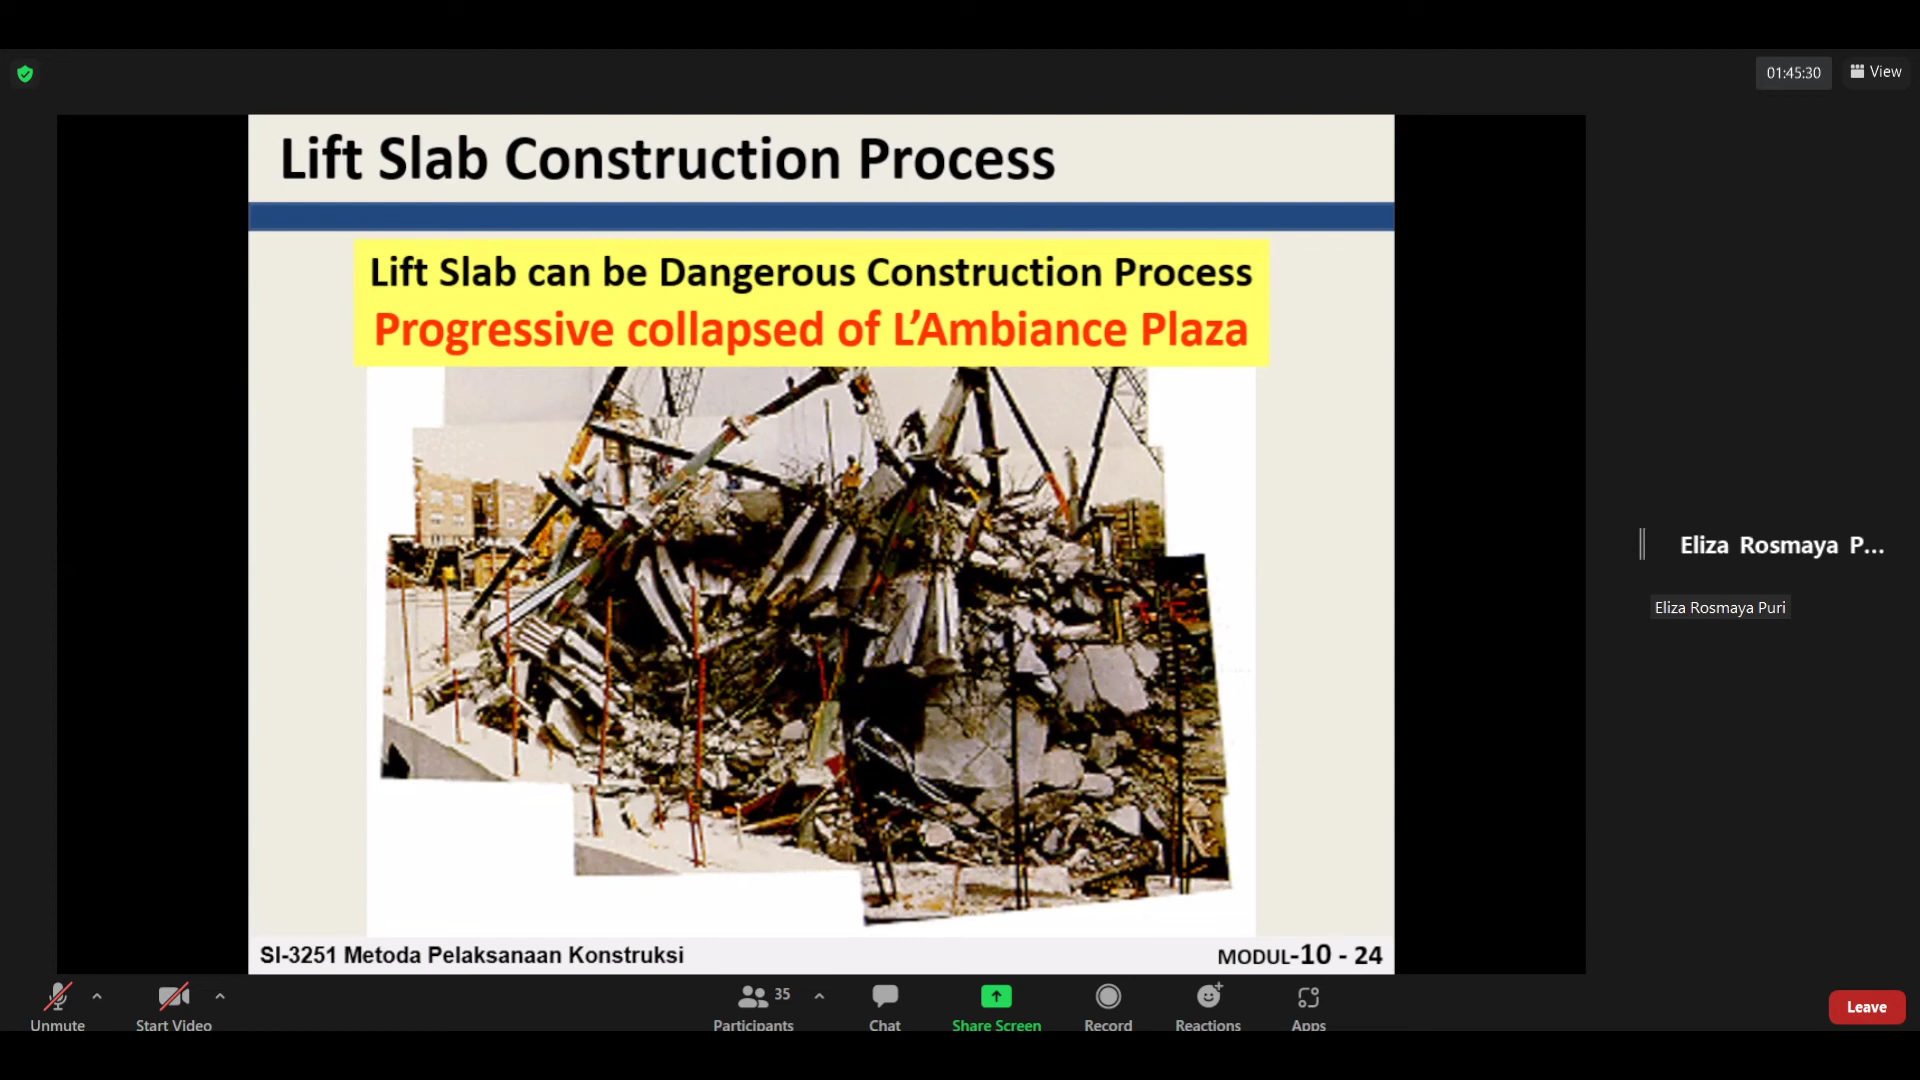 01:45:30
View
Lift Slab Construction Process
Lift Slab can be Dangerous Construction Process
Progressive collapsed of L’Ambiance Plaza
Eliza Rosmaya P...
Eliza Rosmaya Puri
SI-3251 Metoda Pelaksanaan Konstruksi
MODUL-10 - 24
Unmute
Start Video
35
Participants
Chat
Share Screen
Record
Reactions
Apps
Leave